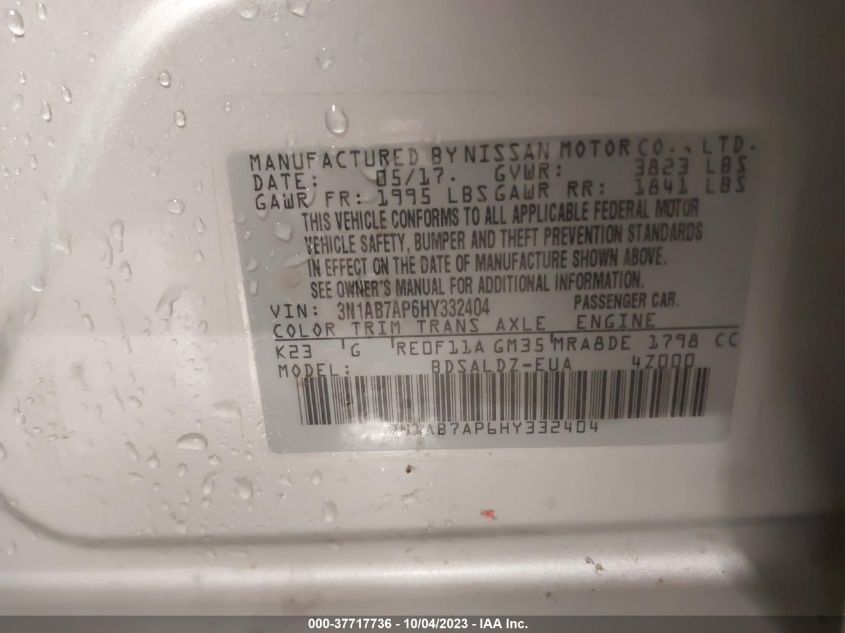 MANUFACTURED BY NISSAN MOTOR CO., LTD.
DATE: 05/17. GVWR: 3823 LBS
GAWR FR: 1995 LBS GAWR RR: 1841 LBS
THIS VEHICLE CONFORMS TO ALL APPLICABLE FEDERAL MOTOR
VEHICLE SAFETY, BUMPER AND THEFT PREVENTION STANDARDS
IN EFFECT ON THE DATE OF MANUFACTURE SHOWN ABOVE.
SEE OWNER'S MANUAL FOR ADDITIONAL INFORMATION.
VIN: 3N1AB7AP6HY332404 PASSENGER CAR.
COLOR TRIM TRANS AXLE ENGINE
K23 G RE0F11A GM35 MRA8DE 1798 CC
MODEL: BDSALDZ-EUA 4Z000
3N1AB7AP6HY332404
000-37717736 - 10/04/2023 - IAA Inc.